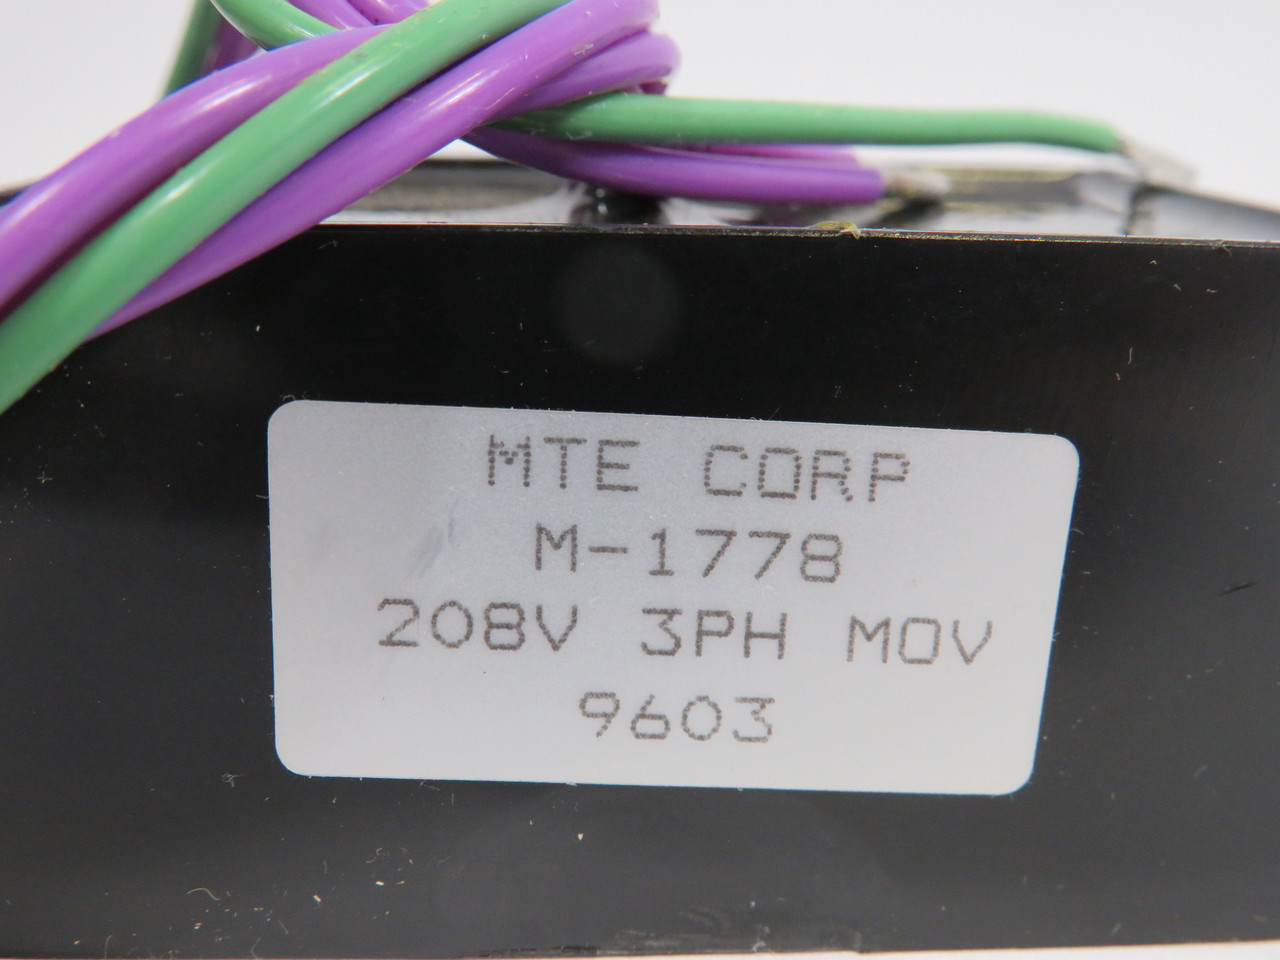 MTE CORP
M-1778
208V 3PH MOV
9603